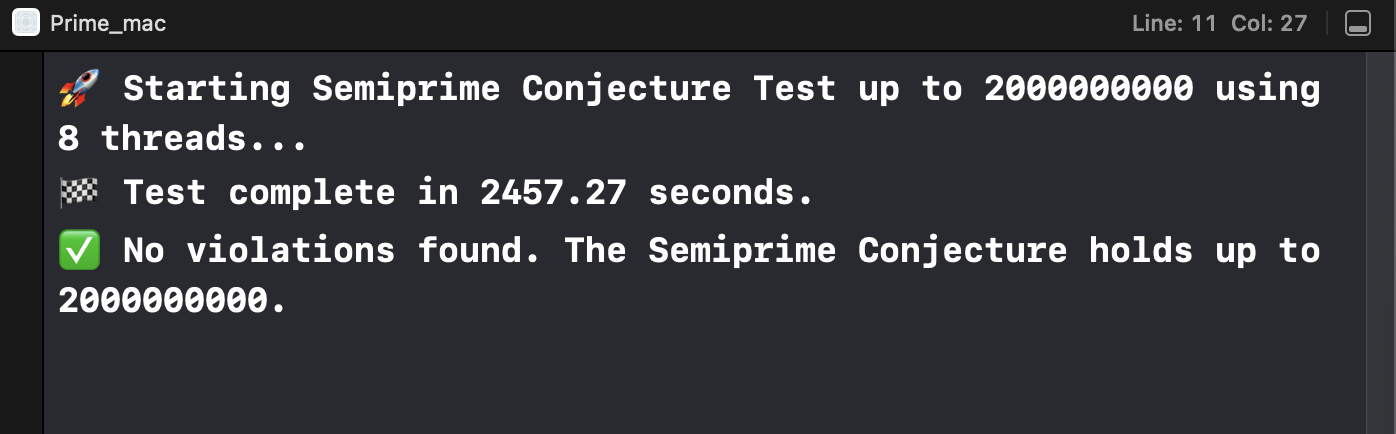 Prime_mac
Line: 11 Col: 27
🚀 Starting Semiprime Conjecture Test up to 2000000000 using
8 threads...
🏁 Test complete in 2457.27 seconds.
✅ No violations found. The Semiprime Conjecture holds up to
2000000000.